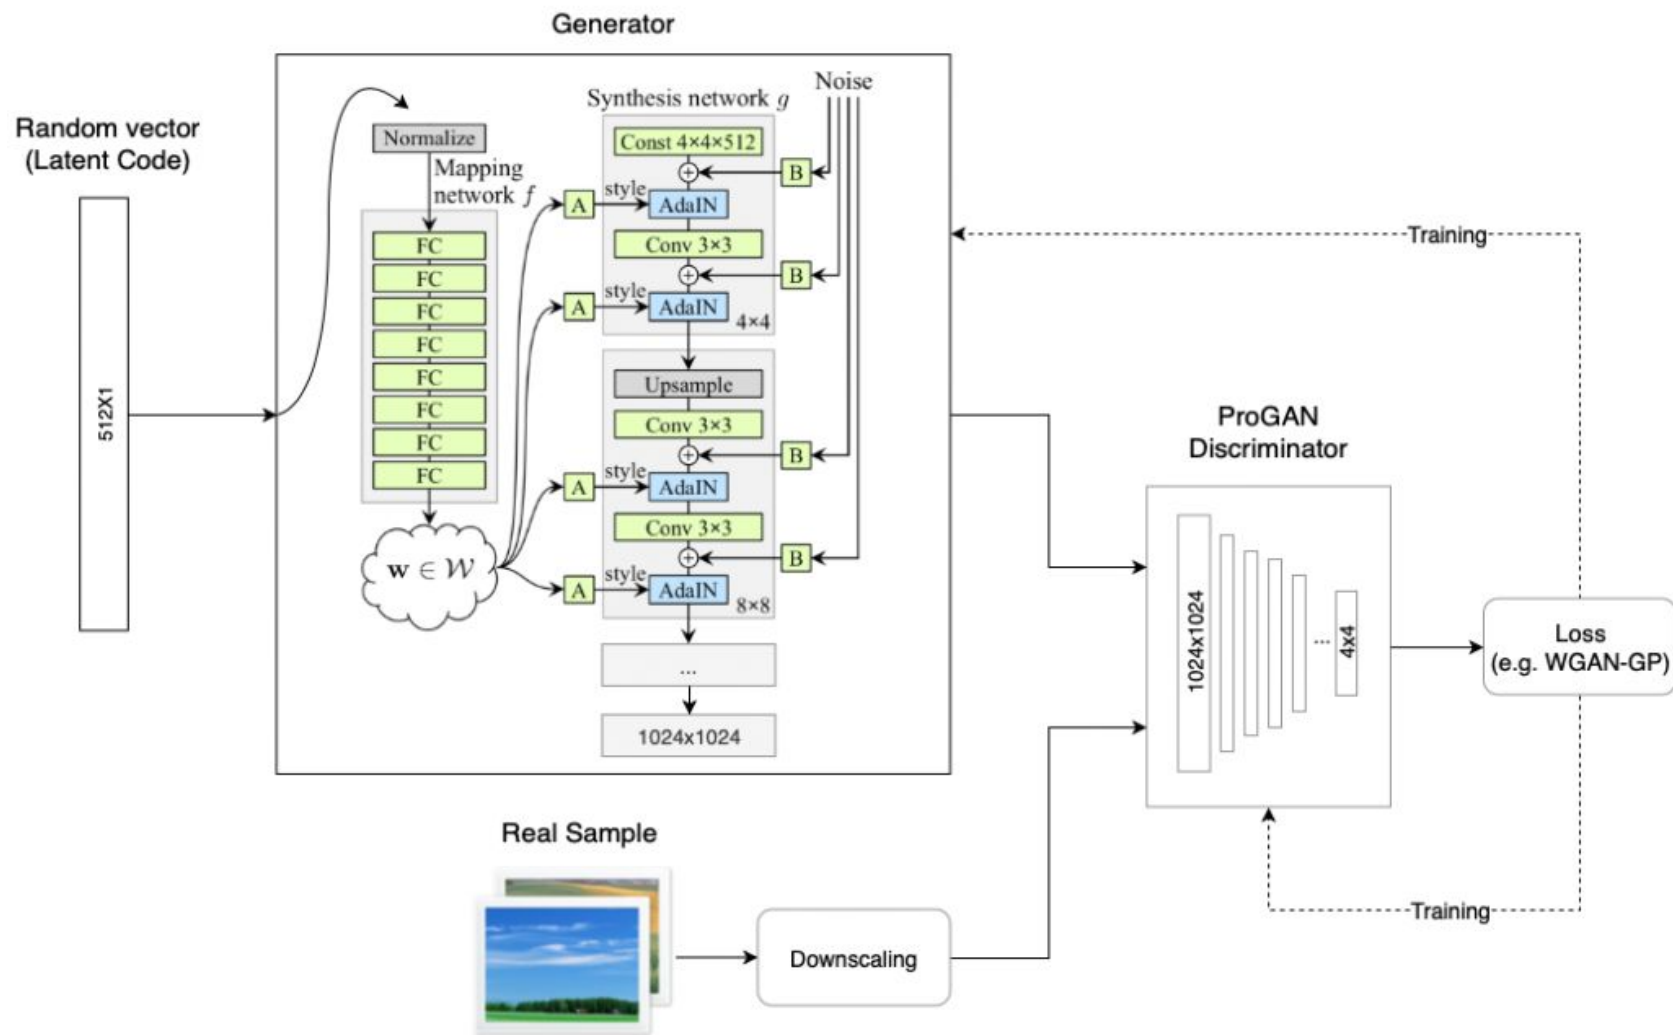 Generator
Random vector
(Latent Code)
512X1
Normalize
Mapping
network f
FC
FC
FC
FC
FC
FC
FC
FC
w ∈ W
Synthesis network g
Noise
Const 4×4×512
B
A
style
AdaIN
Conv 3×3
B
A
style
AdaIN
4×4
Upsample
Conv 3×3
B
A
style
AdaIN
Conv 3×3
B
A
style
AdaIN
8×8
...
1024x1024
Training
ProGAN
Discriminator
1024x1024
...
4x4
Loss
(e.g. WGAN-GP)
Training
Real Sample
Downscaling